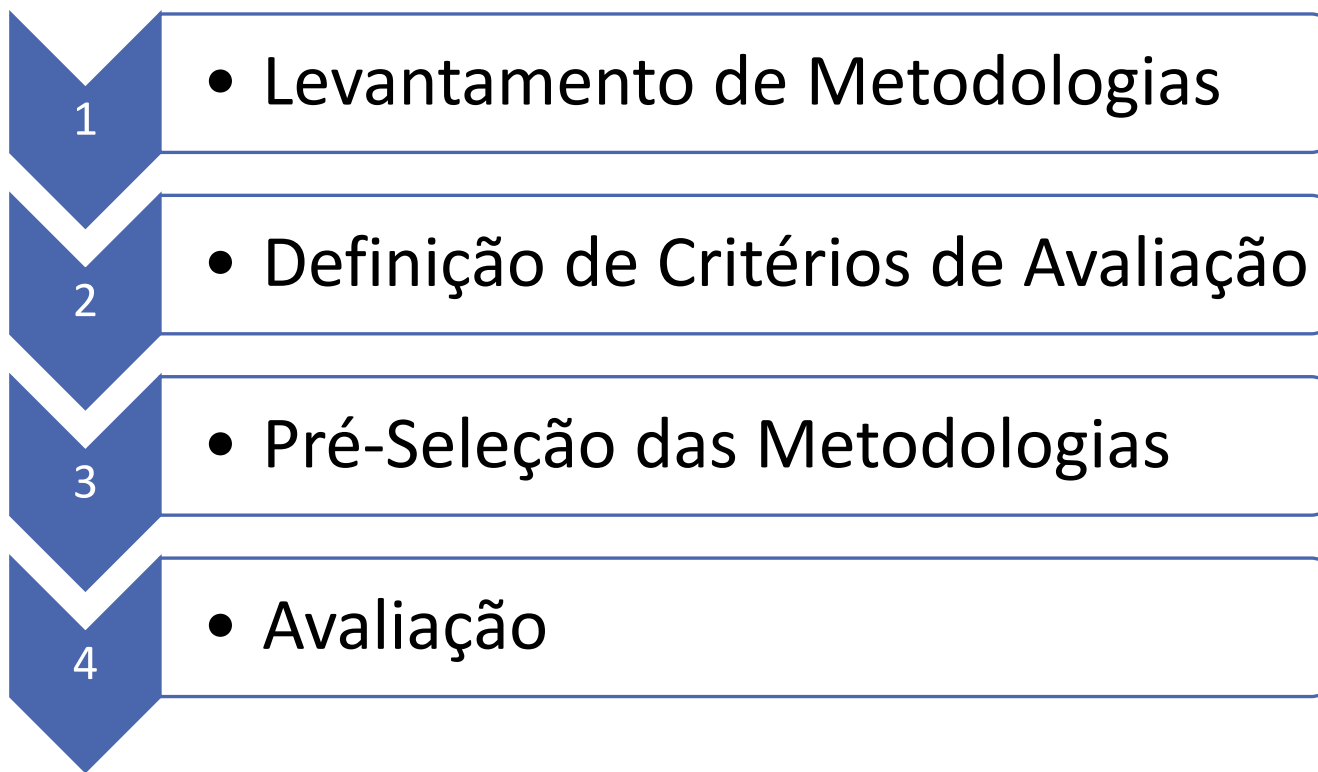 1
• Levantamento de Metodologias
2
• Definição de Critérios de Avaliação
3
• Pré-Seleção das Metodologias
4
• Avaliação